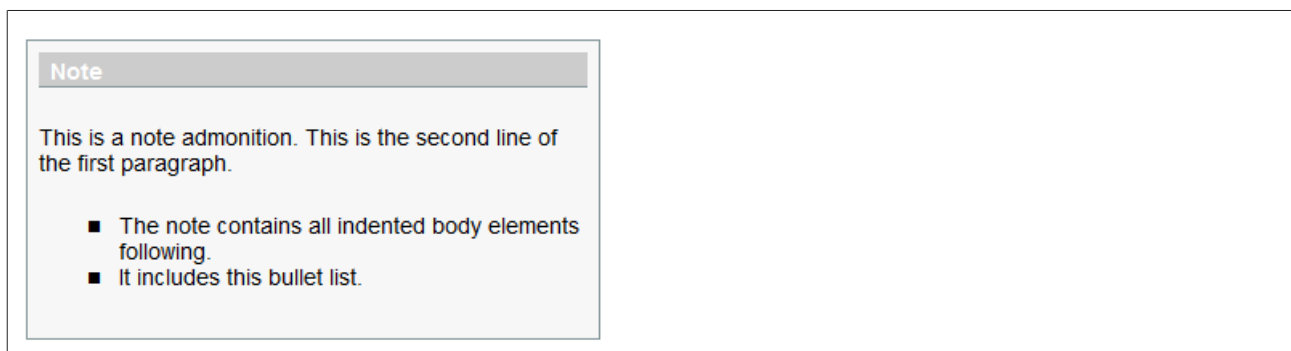 Note
This is a note admonition. This is the second line of
the first paragraph.
The note contains all indented body elements
following.
It includes this bullet list.